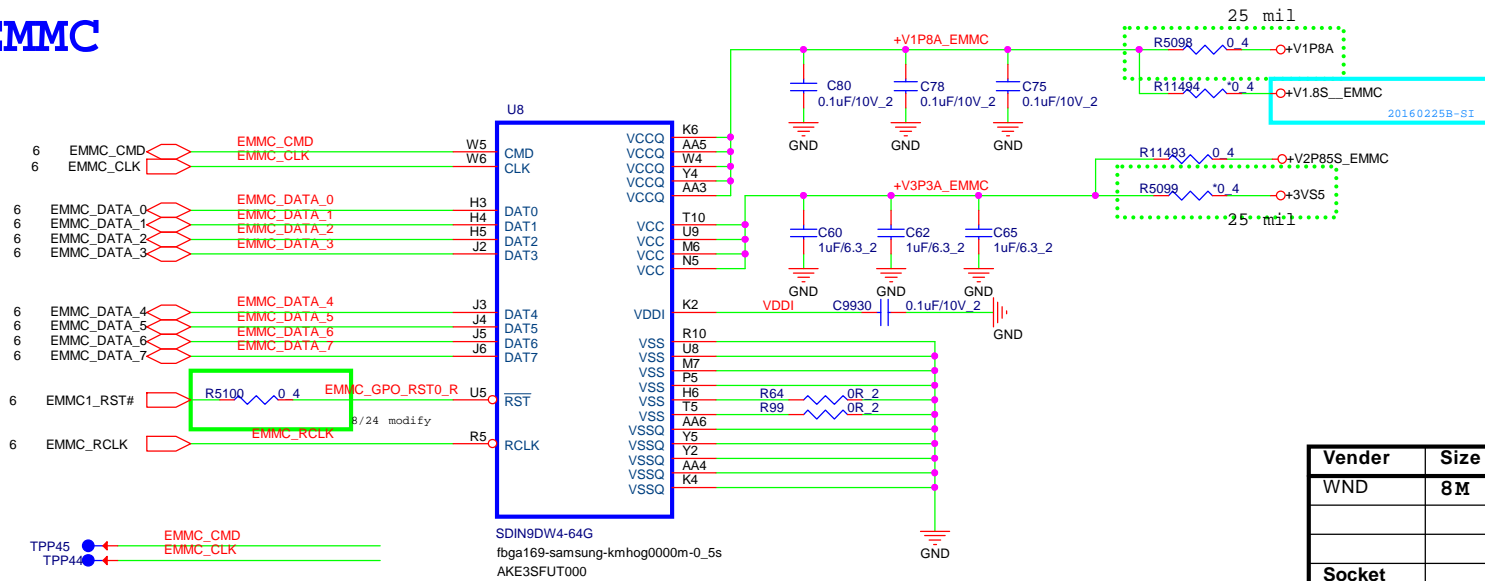 EMMC
25 mil
+V1P8A_EMMC
R5098 0_4 +V1P8A
R11494 *0_4 +V1.8S__EMMC
20160225B-SI
C80 0.1uF/10V_2
C78 0.1uF/10V_2
C75 0.1uF/10V_2
GND GND GND
R11493 0_4 +V2P85S_EMMC
+V3P3A_EMMC
R5099 *0_4 +3VS5
25 mil
C60 1uF/6.3_2
C62 1uF/6.3_2
C65 1uF/6.3_2
GND GND GND
VDDI C9930 0.1uF/10V_2
GND
U8
6 EMMC_CMD EMMC_CMD W5 CMD
6 EMMC_CLK EMMC_CLK W6 CLK
6 EMMC_DATA_0 EMMC_DATA_0 H3 DAT0
6 EMMC_DATA_1 EMMC_DATA_1 H4 DAT1
6 EMMC_DATA_2 EMMC_DATA_2 H5 DAT2
6 EMMC_DATA_3 EMMC_DATA_3 J2 DAT3
6 EMMC_DATA_4 EMMC_DATA_4 J3 DAT4
6 EMMC_DATA_5 EMMC_DATA_5 J4 DAT5
6 EMMC_DATA_6 EMMC_DATA_6 J5 DAT6
6 EMMC_DATA_7 EMMC_DATA_7 J6 DAT7
6 EMMC1_RST# R5100 0_4 EMMC_GPO_RST0_R U5 RST
8/24 modify
6 EMMC_RCLK EMMC_RCLK R5 RCLK
VCCQ K6
VCCQ AA5
VCCQ W4
VCCQ Y4
VCCQ AA3
VCC T10
VCC U9
VCC M6
VCC N5
VDDI K2
VSS R10
VSS U8
VSS M7
VSS P5
VSS H6 R64 0R_2
VSS T5 R99 0R_2
VSSQ AA6
VSSQ Y5
VSSQ Y2
VSSQ AA4
VSSQ K4
GND
SDIN9DW4-64G
fbga169-samsung-kmhog0000m-0_5s
AKE3SFUT000
TPP45 EMMC_CMD
TPP44 EMMC_CLK
Vender Size
WND 8M
Socket